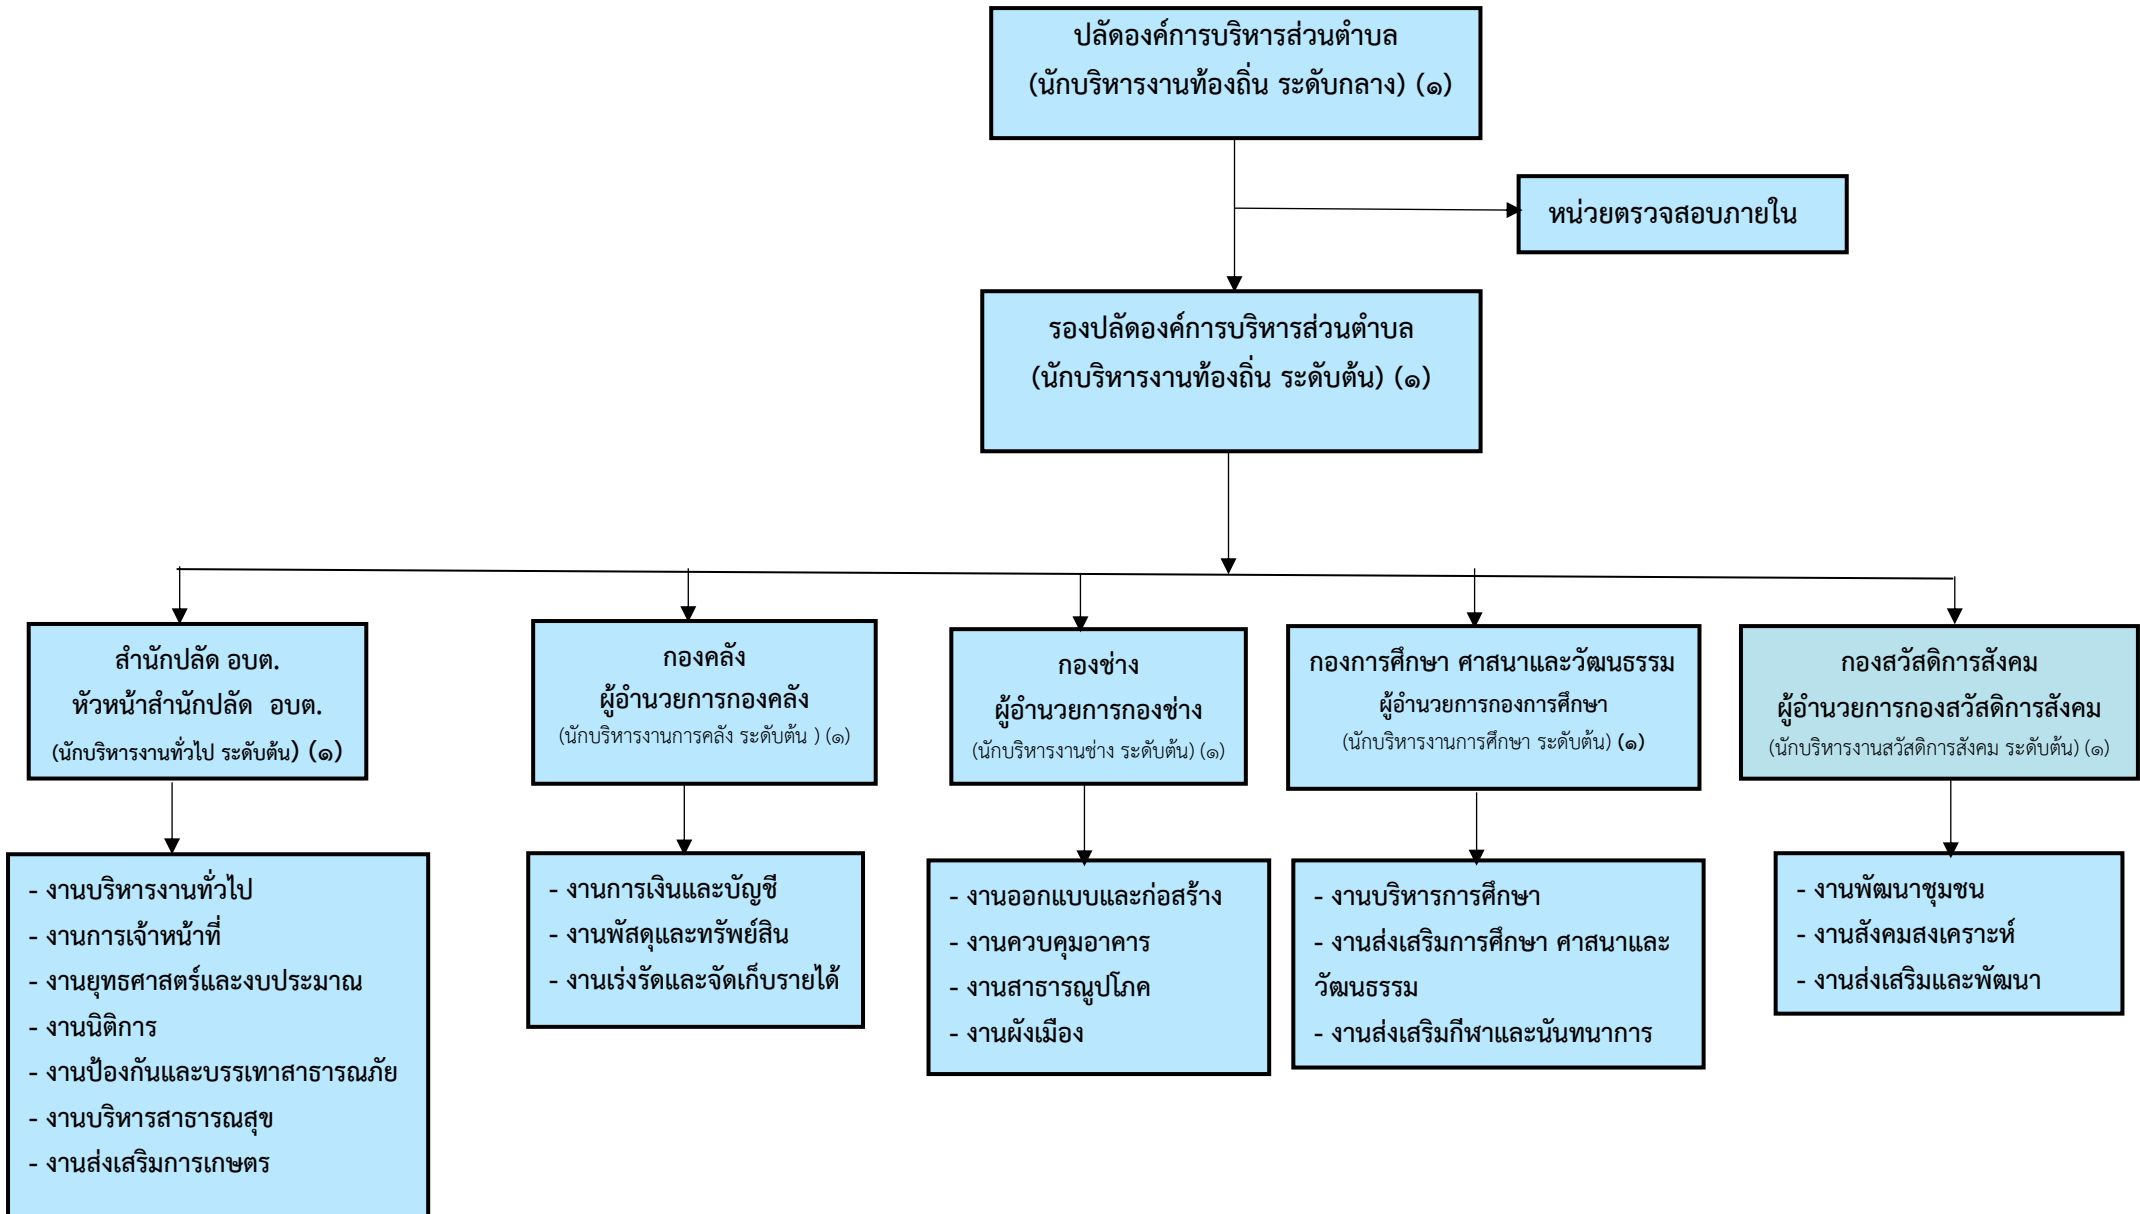 ปลัดองค์การบริหารส่วนตำบล
(นักบริหารงานท้องถิ่น ระดับกลาง) (๑)
หน่วยตรวจสอบภายใน
รองปลัดองค์การบริหารส่วนตำบล
(นักบริหารงานท้องถิ่น ระดับต้น) (๑)
สำนักปลัด อบต.
หัวหน้าสำนักปลัด อบต.
(นักบริหารงานทั่วไป ระดับต้น) (๑)
กองคลัง
ผู้อำนวยการกองคลัง
(นักบริหารงานการคลัง ระดับต้น ) (๑)
กองช่าง
ผู้อำนวยการกองช่าง
(นักบริหารงานช่าง ระดับต้น) (๑)
กองการศึกษา ศาสนาและวัฒนธรรม
ผู้อำนวยการกองการศึกษา
(นักบริหารงานการศึกษา ระดับต้น) (๑)
กองสวัสดิการสังคม
ผู้อำนวยการกองสวัสดิการสังคม
(นักบริหารงานสวัสดิการสังคม ระดับต้น) (๑)
- งานบริหารงานทั่วไป
- งานการเจ้าหน้าที่
- งานยุทธศาสตร์และงบประมาณ
- งานนิติการ
- งานป้องกันและบรรเทาสาธารณภัย
- งานบริหารสาธารณสุข
- งานส่งเสริมการเกษตร
- งานการเงินและบัญชี
- งานพัสดุและทรัพย์สิน
- งานเร่งรัดและจัดเก็บรายได้
- งานออกแบบและก่อสร้าง
- งานควบคุมอาคาร
- งานสาธารณูปโภค
- งานผังเมือง
- งานบริหารการศึกษา
- งานส่งเสริมการศึกษา ศาสนาและ
วัฒนธรรม
- งานส่งเสริมกีฬาและนันทนาการ
- งานพัฒนาชุมชน
- งานสังคมสงเคราะห์
- งานส่งเสริมและพัฒนา